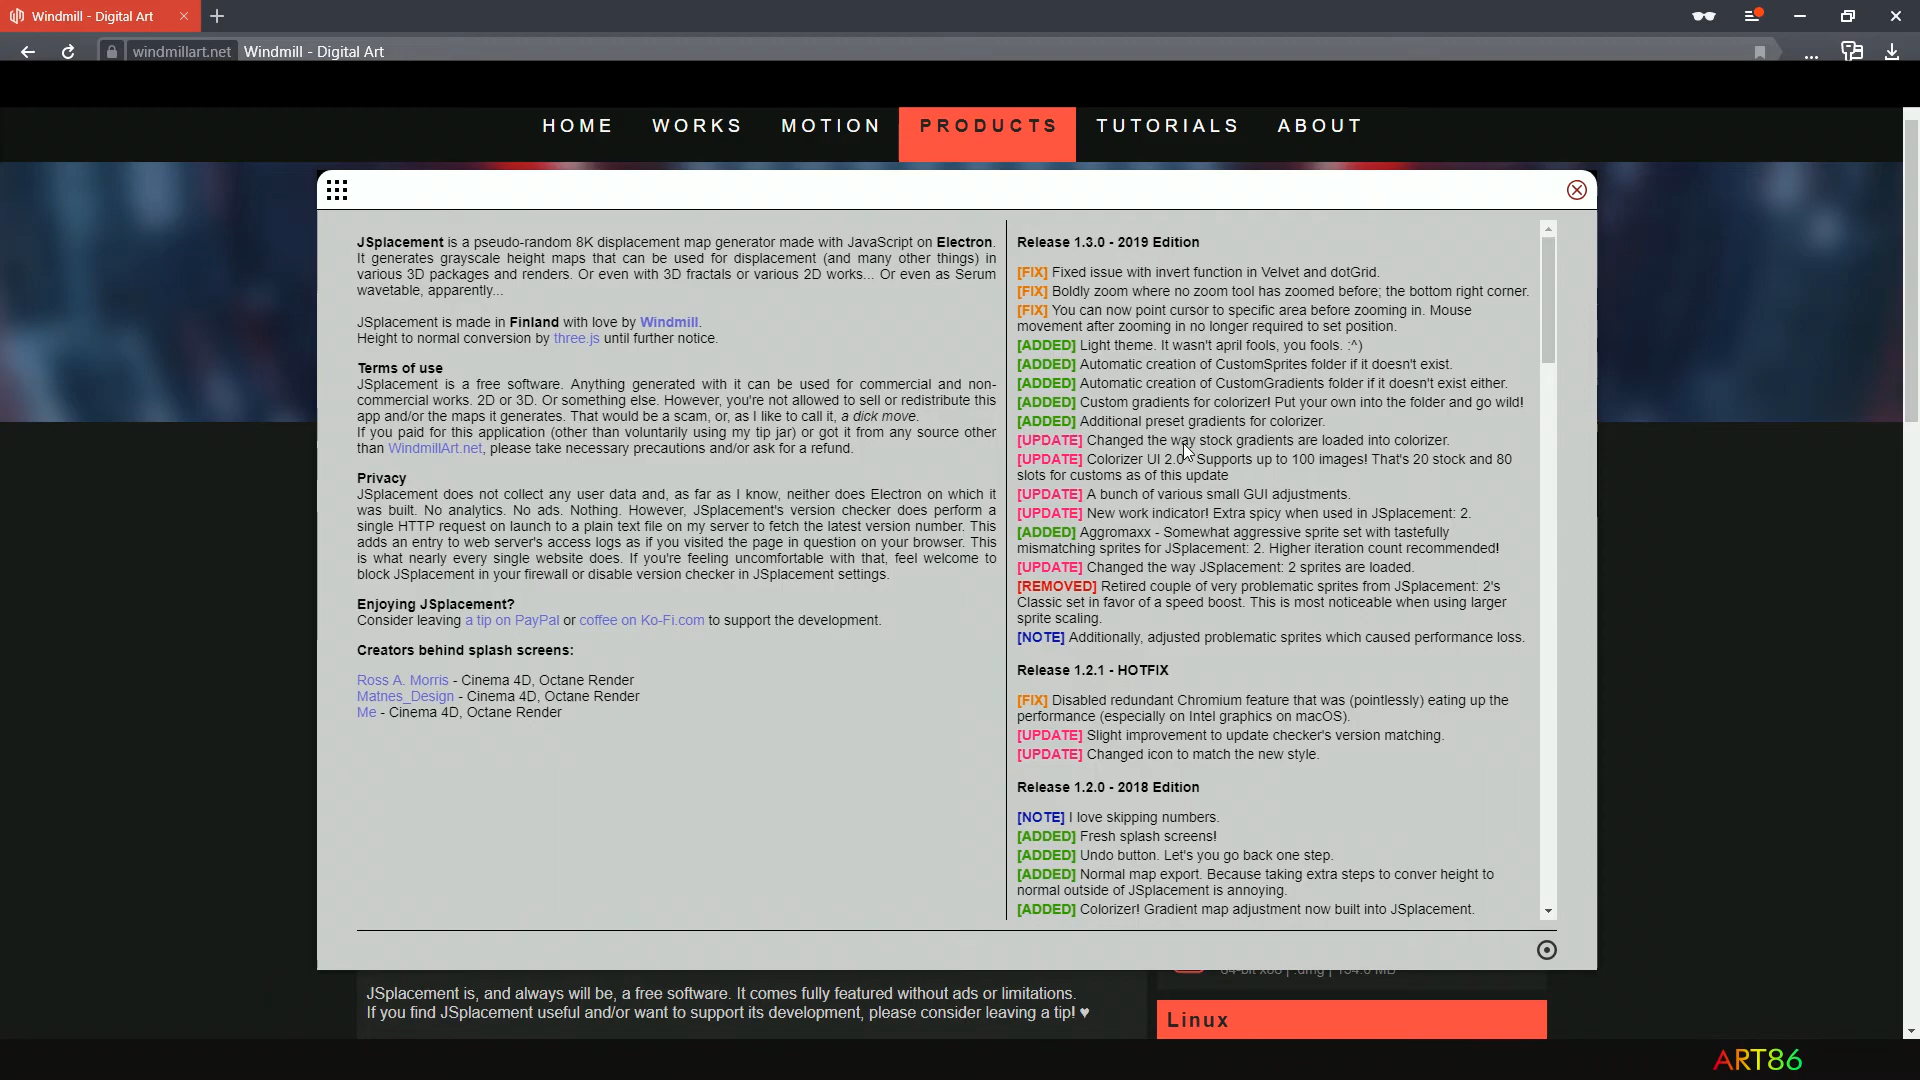 Windmill - Digital Art
windmillart.net Windmill - Digital Art
HOME WORKS MOTION PRODUCTS TUTORIALS ABOUT
JSplacement is a pseudo-random 8K displacement map generator made with JavaScript on Electron.
It generates grayscale height maps that can be used for displacement (and many other things) in
various 3D packages and renders. Or even with 3D fractals or various 2D works... Or even as Serum
wavetable, apparently...
JSplacement is made in Finland with love by Windmill.
Height to normal conversion by three.js until further notice.
Terms of use
JSplacement is a free software. Anything generated with it can be used for commercial and non-
commercial works. 2D or 3D. Or something else. However, you're not allowed to sell or redistribute this
app and/or the maps it generates. That would be a scam, or, as I like to call it, a dick move.
If you paid for this application (other than voluntarily using my tip jar) or got it from any source other
than WindmillArt.net, please take necessary precautions and/or ask for a refund.
Privacy
JSplacement does not collect any user data and, as far as I know, neither does Electron on which it
was built. No analytics. No ads. Nothing. However, JSplacement's version checker does perform a
single HTTP request on launch to a plain text file on my server to fetch the latest version number. This
adds an entry to web server's access logs as if you visited the page in question on your browser. This
is what nearly every single website does. If you're feeling uncomfortable with that, feel welcome to
block JSplacement in your firewall or disable version checker in JSplacement settings.
Enjoying JSplacement?
Consider leaving a tip on PayPal or coffee on Ko-Fi.com to support the development.
Creators behind splash screens:
Ross A. Morris - Cinema 4D, Octane Render
Matnes_Design - Cinema 4D, Octane Render
Me - Cinema 4D, Octane Render
Release 1.3.0 - 2019 Edition
[FIX] Fixed issue with invert function in Velvet and dotGrid.
[FIX] Boldly zoom where no zoom tool has zoomed before; the bottom right corner.
[FIX] You can now point cursor to specific area before zooming in. Mouse
movement after zooming in no longer required to set position.
[ADDED] Light theme. It wasn't april fools, you fools. :^)
[ADDED] Automatic creation of CustomSprites folder if it doesn't exist.
[ADDED] Automatic creation of CustomGradients folder if it doesn't exist either.
[ADDED] Custom gradients for colorizer! Put your own into the folder and go wild!
[ADDED] Additional preset gradients for colorizer.
[UPDATE] Changed the way stock gradients are loaded into colorizer.
[UPDATE] Colorizer UI 2.0 Supports up to 100 images! That's 20 stock and 80
slots for customs as of this update
[UPDATE] A bunch of various small GUI adjustments.
[UPDATE] New work indicator! Extra spicy when used in JSplacement: 2.
[ADDED] Aggromaxx - Somewhat aggressive sprite set with tastefully
mismatching sprites for JSplacement: 2. Higher iteration count recommended!
[UPDATE] Changed the way JSplacement: 2 sprites are loaded.
[REMOVED] Retired couple of very problematic sprites from JSplacement: 2's
Classic set in favor of a speed boost. This is most noticeable when using larger
sprite scaling.
[NOTE] Additionally, adjusted problematic sprites which caused performance loss.
Release 1.2.1 - HOTFIX
[FIX] Disabled redundant Chromium feature that was (pointlessly) eating up the
performance (especially on Intel graphics on macOS).
[UPDATE] Slight improvement to update checker's version matching.
[UPDATE] Changed icon to match the new style.
Release 1.2.0 - 2018 Edition
[NOTE] I love skipping numbers.
[ADDED] Fresh splash screens!
[ADDED] Undo button. Let's you go back one step.
[ADDED] Normal map export. Because taking extra steps to conver height to
normal outside of JSplacement is annoying.
[ADDED] Colorizer! Gradient map adjustment now built into JSplacement.
JSplacement is, and always will be, a free software. It comes fully featured without ads or limitations.
If you find JSplacement useful and/or want to support its development, please consider leaving a tip! ♥
Linux
ART86